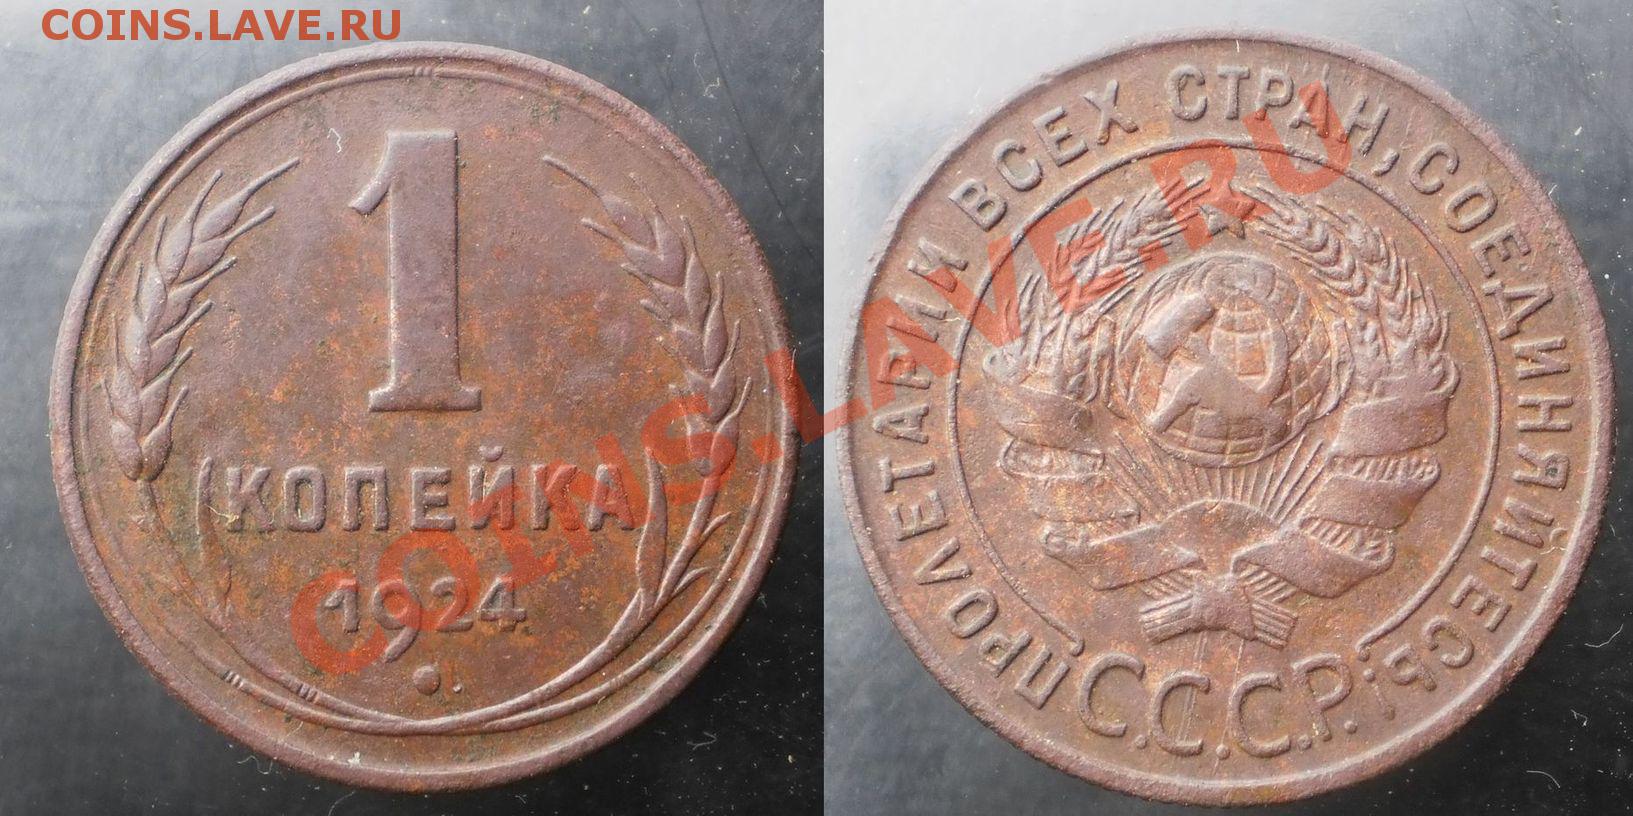 COINS.LAVE.RU
1
КОПЕЙКА
1924
ПРОЛЕТАРИИ ВСЕХ СТРАН, СОЕДИНЯЙТЕСЬ!
С.С.С.Р.
COINS.LAVE.RU